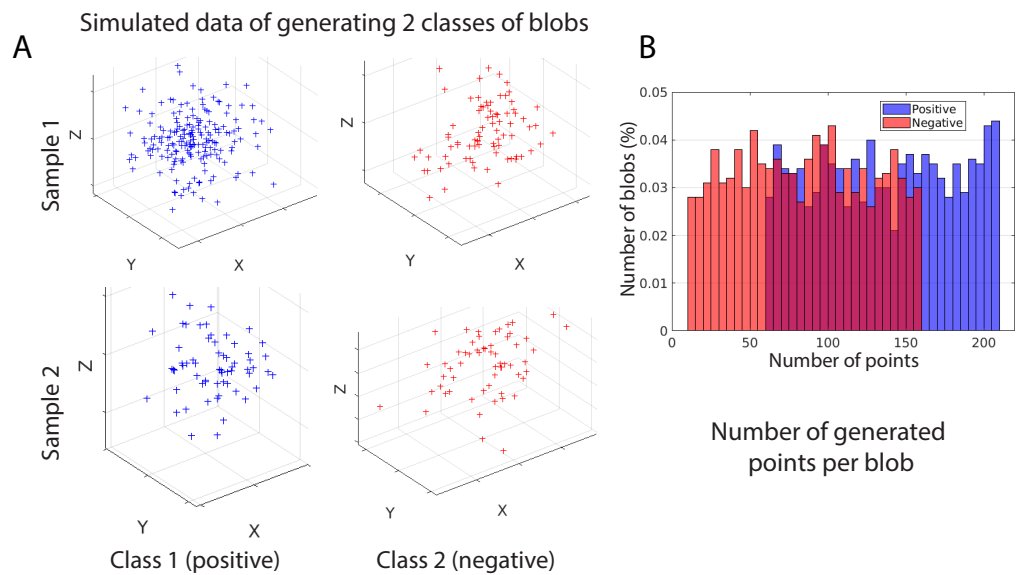 Simulated data of generating 2 classes of blobs
A
B
Sample 1
Z
Y
X
Z
Y
X
Sample 2
Z
Y
X
Z
Y
X
Class 1 (positive)
Class 2 (negative)
Number of blobs (%)
0.05
0.04
0.03
0.02
0.01
0
Positive
Negative
0 50 100 150 200
Number of points
Number of generated
points per blob